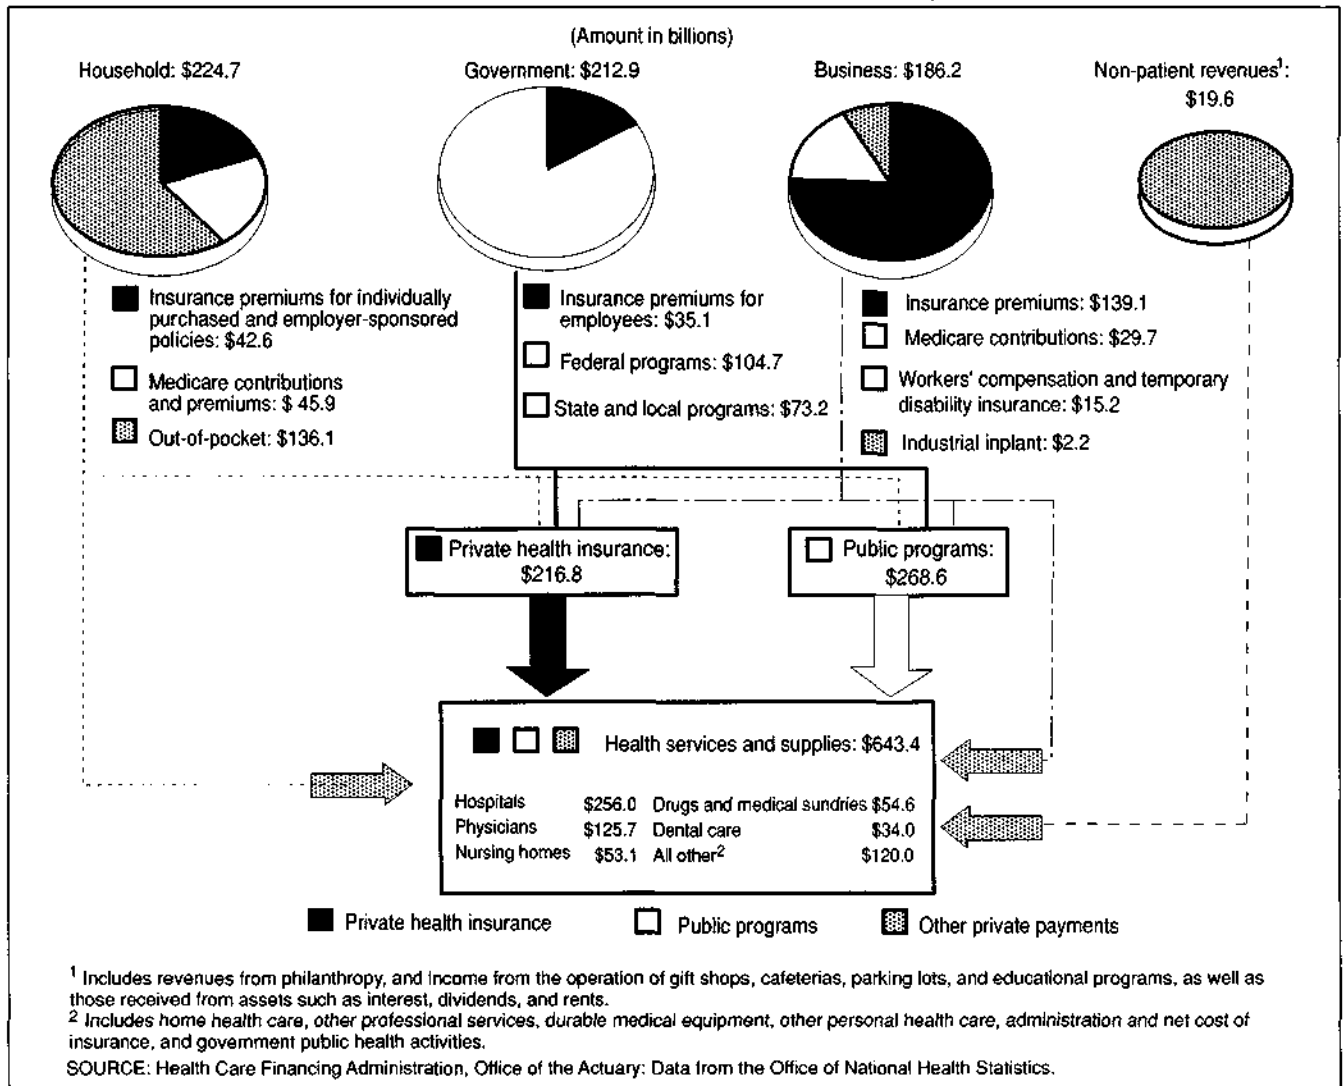 (Amount in billions)
Household: $224.7
Government: $212.9
Business: $186.2
Non-patient revenues1:
$19.6
Insurance premiums for individually
purchased and employer-sponsored
policies: $42.6
Medicare contributions
and premiums: $ 45.9
Out-of-pocket: $136.1
Insurance premiums for
employees: $35.1
Federal programs: $104.7
State and local programs: $73.2
Insurance premiums: $139.1
Medicare contributions: $29.7
Workers' compensation and temporary
disability insurance: $15.2
Industrial inplant: $2.2
Private health insurance:
$216.8
Public programs:
$268.6
Health services and supplies: $643.4
Hospitals $256.0 Drugs and medical sundries $54.6
Physicians $125.7 Dental care $34.0
Nursing homes $53.1 All other2 $120.0
Private health insurance
Public programs
Other private payments
1 Includes revenues from philanthropy, and income from the operation of gift shops, cafeterias, parking lots, and educational programs, as well as
those received from assets such as interest, dividends, and rents.
2 Includes home health care, other professional services, durable medical equipment, other personal health care, administration and net cost of
insurance, and government public health activities.
SOURCE: Health Care Financing Administration, Office of the Actuary: Data from the Office of National Health Statistics.